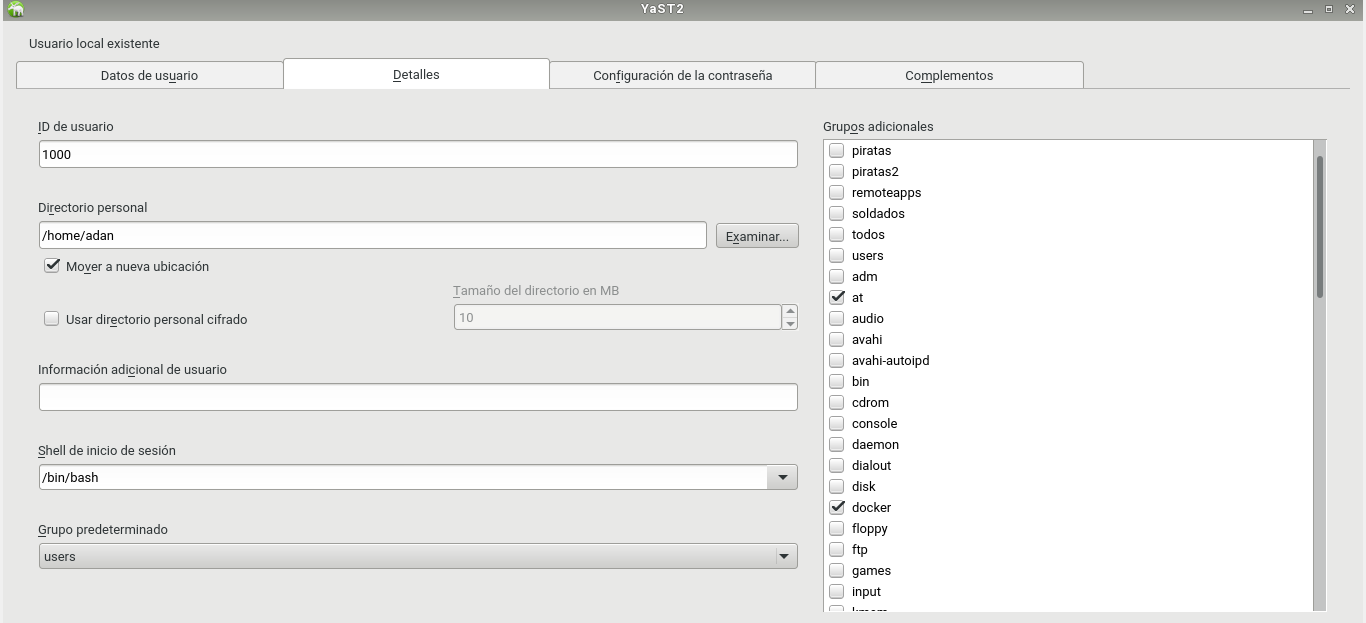 YaST2
Usuario local existente
Datos de usuario
Detalles
Configuración de la contraseña
Complementos
ID de usuario
1000
Directorio personal
/home/adan
Examinar...
Mover a nueva ubicación
Tamaño del directorio en MB
Usar directorio personal cifrado
10
Información adicional de usuario
Shell de inicio de sesión
/bin/bash
Grupo predeterminado
users
Grupos adicionales
piratas
piratas2
remoteapps
soldados
todos
users
adm
at
audio
avahi
avahi-autoipd
bin
cdrom
console
daemon
dialout
disk
docker
floppy
ftp
games
input